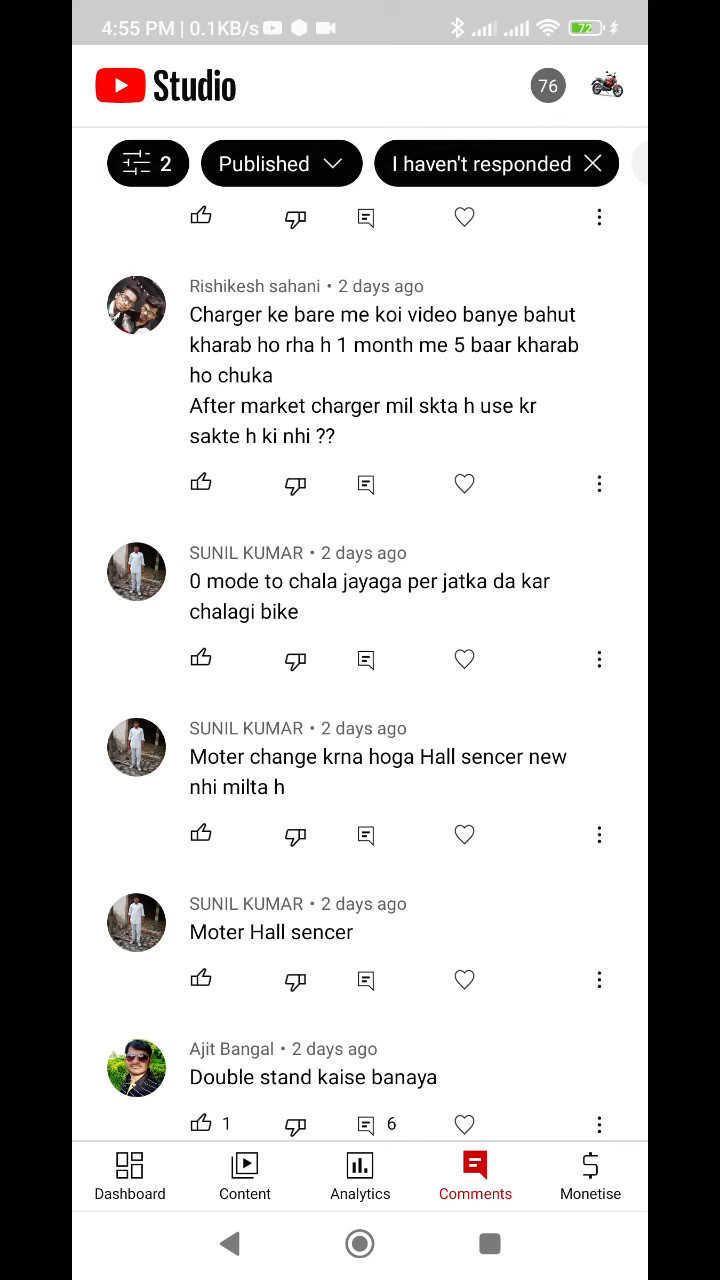 4:55 PM | 0.1KB/s
72
Studio
76
2
Published
I haven't responded
Rishikesh sahani • 2 days ago
Charger ke bare me koi video banye bahut
kharab ho rha h 1 month me 5 baar kharab
ho chuka
After market charger mil skta h use kr
sakte h ki nhi ??
SUNIL KUMAR • 2 days ago
0 mode to chala jayaga per jatka da kar
chalagi bike
SUNIL KUMAR • 2 days ago
Moter change krna hoga Hall sencer new
nhi milta h
SUNIL KUMAR • 2 days ago
Moter Hall sencer
Ajit Bangal • 2 days ago
Double stand kaise banaya
1
6
Dashboard
Content
Analytics
Comments
Monetise